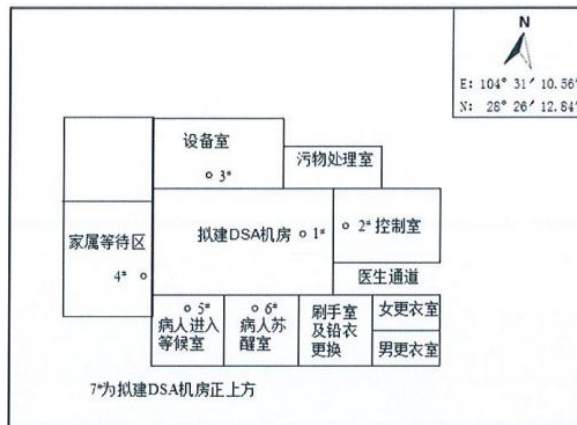 N
E: 104° 31′ 10.56″
N: 28° 26′ 12.84″
设备室
3#
污物处理室
家属等待区
4#
拟建DSA机房 1#
2# 控制室
医生通道
5#
病人进入
等候室
6#
病人苏
醒室
刷手室
及铅衣
更换
女更衣室
男更衣室
7#为拟建DSA机房正上方